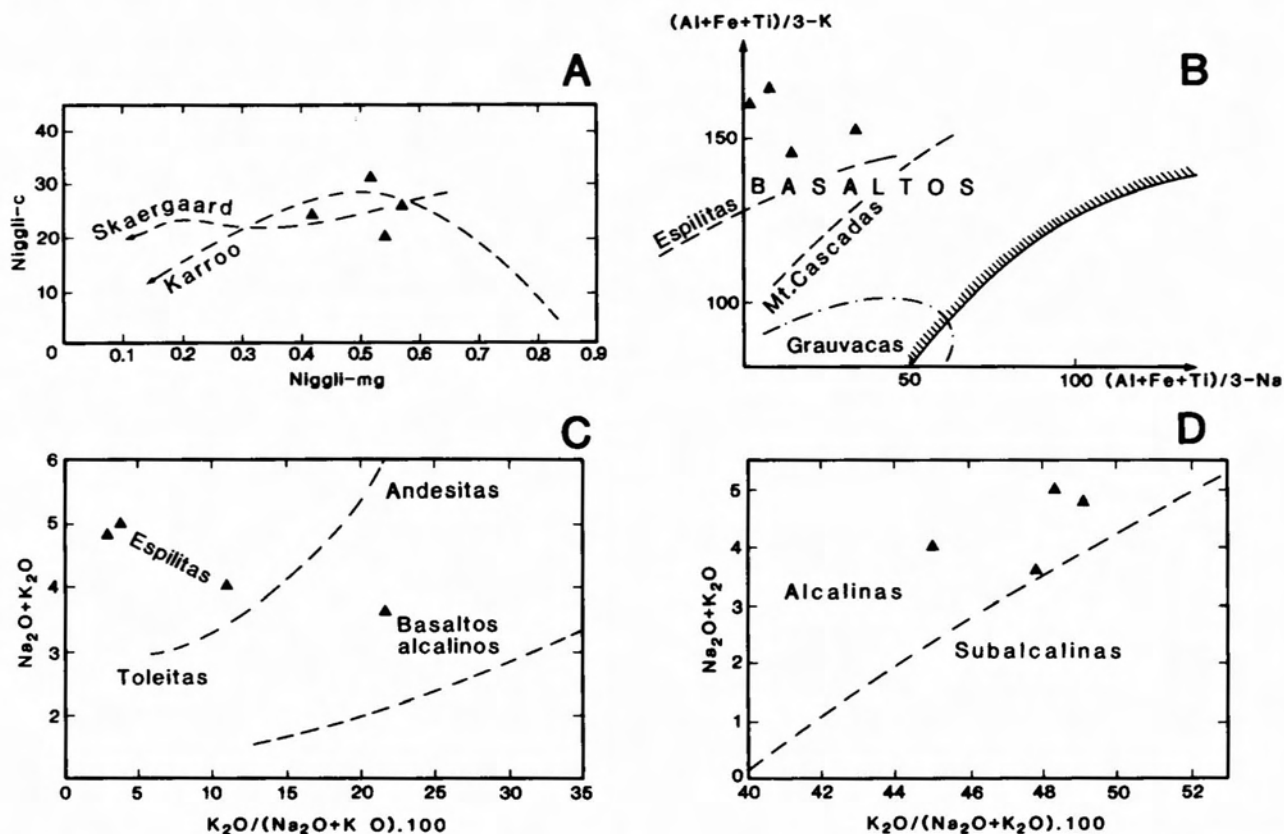 A
40
30
20
10
0
0.1 0.2 0.3 0.4 0.5 0.6 0.7 0.8 0.9
Niggli-c
Niggli-mg
Skaergaard
Karroo
(Al+Fe+Ti)/3-K
B
150
100
50
100
(Al+Fe+Ti)/3-Na
BASALTOS
Espilitas
Mt.Cascadas
Grauvacas
C
6
5
4
3
2
0 5 10 15 20 25 30 35
Na₂O+K₂O
K₂O/(Na₂O+K O).100
Espilitas
Andesitas
Toleitas
Basaltos
alcalinos
D
5
4
3
2
1
0
40 42 44 46 48 50 52
Na₂O+K₂O
K₂O/(Na₂O+K₂O).100
Alcalinas
Subalcalinas